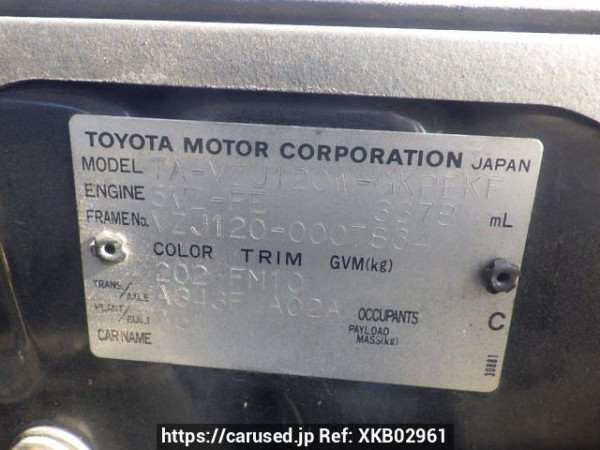 TOYOTA MOTOR CORPORATION JAPAN
MODEL TA-VZJ120W-GKPEKF
ENGINE 5VZ-FE 3378 mL
FRAME No. VZJ120-0007864
COLOR TRIM GVM(kg)
202 FM10
TRANS./AXLE A343F A02A
PLANT/BUILT OCCUPANTS C
CAR NAME PAYLOAD MASS(kg)
30881
https://carused.jp Ref: XKB02961